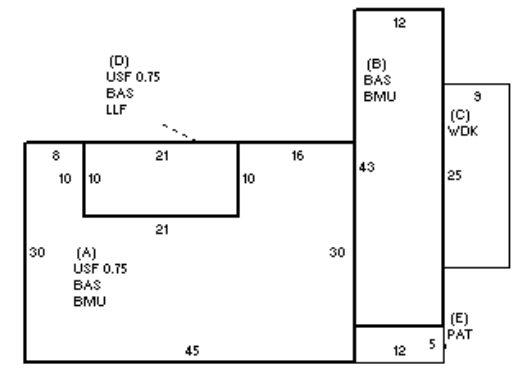 12
(D)
USF 0.75
BAS
LLF
(B)
BAS
BMU
9
(C)
WDK
8
21
16
10
10
10
43
25
21
30
(A)
USF 0.75
BAS
BMU
30
(E)
PAT
45
12
5